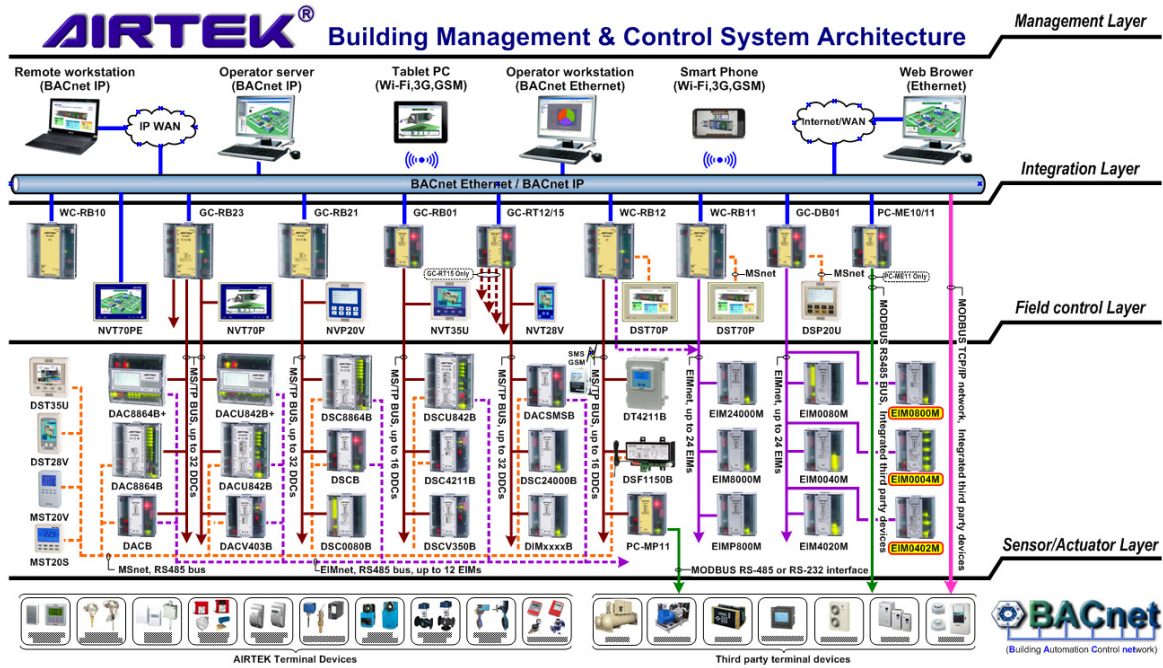 AIRTEK®
Building Management & Control System Architecture
Management Layer
Remote workstation
(BACnet IP)
Operator server
(BACnet IP)
Tablet PC
(Wi-Fi,3G,GSM)
Operator workstation
(BACnet Ethernet)
Smart Phone
(Wi-Fi,3G,GSM)
Web Brower
(Ethernet)
IP WAN
Internet/WAN
Integration Layer
BACnet Ethernet / BACnet IP
WC-RB10
GC-RB23
GC-RB21
GC-RB01
GC-RT12/15
WC-RB12
WC-RB11
GC-DB01
PC-ME10/11
GC-RT15 Only
MSnet
MSnet
PC-ME11 Only
NVT70PE
NVT70P
NVP20V
NVT35U
NVT28V
DST70P
DST70P
DSP20U
Field control Layer
MS/TP BUS, up to 32 DDCs
MS/TP BUS, up to 32 DDCs
MS/TP BUS, up to 16 DDCs
MS/TP BUS, up to 32 DDCs
MS/TP BUS, up to 16 DDCs
EIMnet, up to 24 EIMs
EIMnet, up to 24 EIMs
MODBUS RS485 BUS, Integrated third party devices
MODBUS TCP/IP network, Integrated third party devices
SMS
GSM
DST35U
DAC8864B+
DACU842B+
DSC8864B
DSCU842B
DACSMSB
DT4211B
EIM24000M
EIM0080M
EIM0800M
DST28V
DAC8864B
DACU842B
DSCB
DSC4211B
DSC24000B
DSF1150B
EIM8000M
EIM0040M
EIM0004M
MST20V
MST20S
DACB
DACV403B
DSC0080B
DSCV350B
DIMxxxxB
PC-MP11
EIMP800M
EIM4020M
EIM0402M
Sensor/Actuator Layer
MSnet, RS485 bus
EIMnet, RS485 bus, up to 12 EIMs
MODBUS RS-485 or RS-232 interface
AIRTEK Terminal Devices
Third party terminal devices
BACnet
(Building Automation Control network)